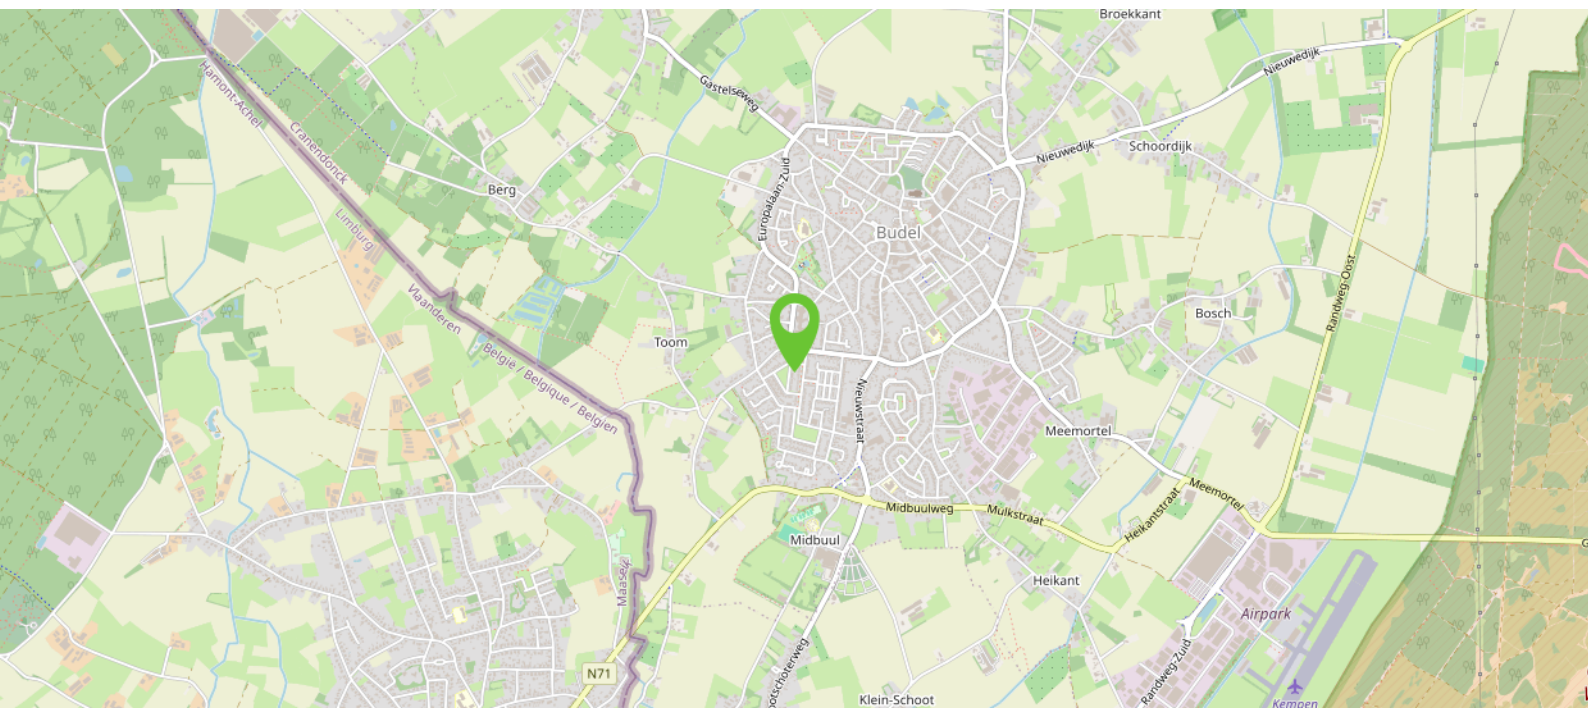 Broekkant
Nieuwedijk
Gastelseweg
Hamont-Achel
Cranendonck
Nieuwedijk
Schoordijk
Berg
Europalaan-Zuid
Limburg
Budel
Vlaanderen
Randweg-Oost
Bosch
Toom
België / Belgique / Belgien
Nieuwstraat
Meemortel
Meemortel
Midbuulweg
Mulkstraat
Heikantstraat
Midbuul
G
Maaseik
Heikant
Airpark
N71
ootschoterweg
Randweg-Zuid
Klein-Schoot
Kempen